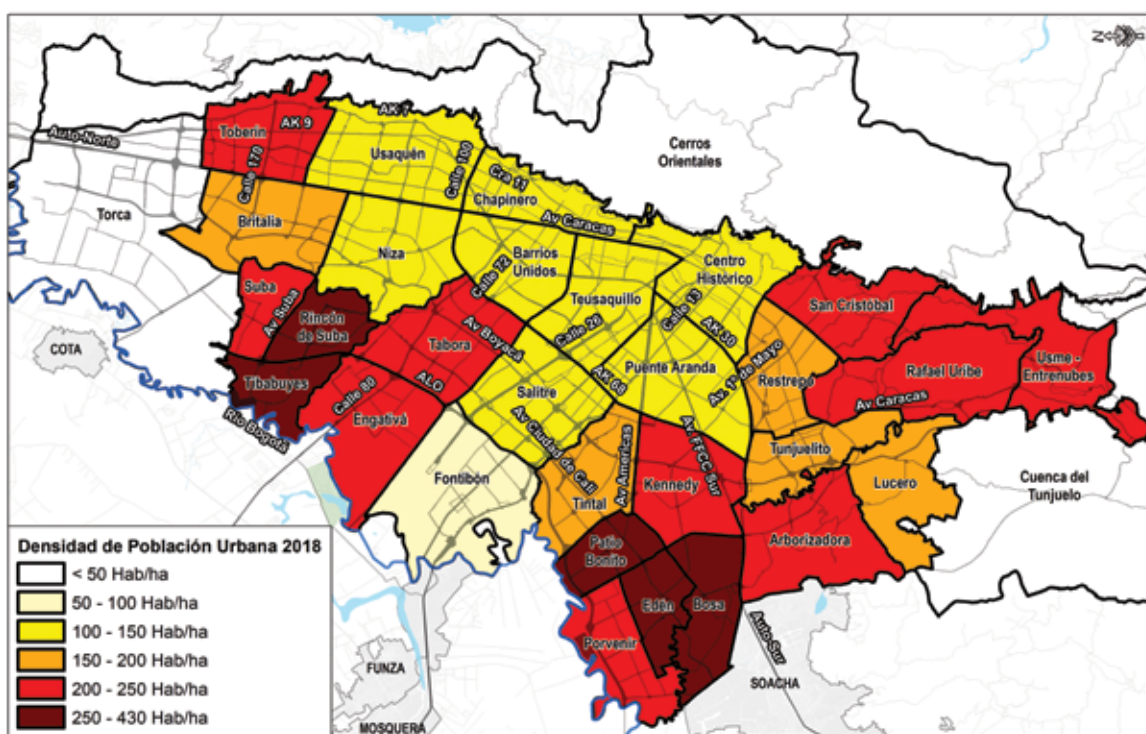 N
Cerros
Orientales
Auto-Norte
Toberín
AK 9
Calle 170
AK 7
Usaquén
Calle 100
Cra 11
Chapinero
Av Caracas
Torca
Britalia
Niza
Calle 72
Barrios
Unidos
Centro
Histórico
Teusaquillo
Calle 13
Calle 26
AK 30
Suba
Av Suba
Rincón
de Suba
San Cristóbal
COTA
Tabora
Av Boyacá
ALO
AK 68
Puente Aranda
Av. 1º de Mayo
Restrepo
Rafael Uribe
Usme -
Entrenubes
Av Caracas
Tibabuyes
Calle 80
Salitre
Río Bogotá
Engativá
Av Ciudad de Cali
Av Americas
Av. FFCC Sur
Tunjuelito
Fontibón
Tintal
Kennedy
Lucero
Cuenca del
Tunjuelo
Patio
Bonito
Arborizadora
Edén
Bosa
Porvenir
Auto-Sur
SOACHA
FUNZA
MOSQUERA
Densidad de Población Urbana 2018
< 50 Hab/ha
50 - 100 Hab/ha
100 - 150 Hab/ha
150 - 200 Hab/ha
200 - 250 Hab/ha
250 - 430 Hab/ha